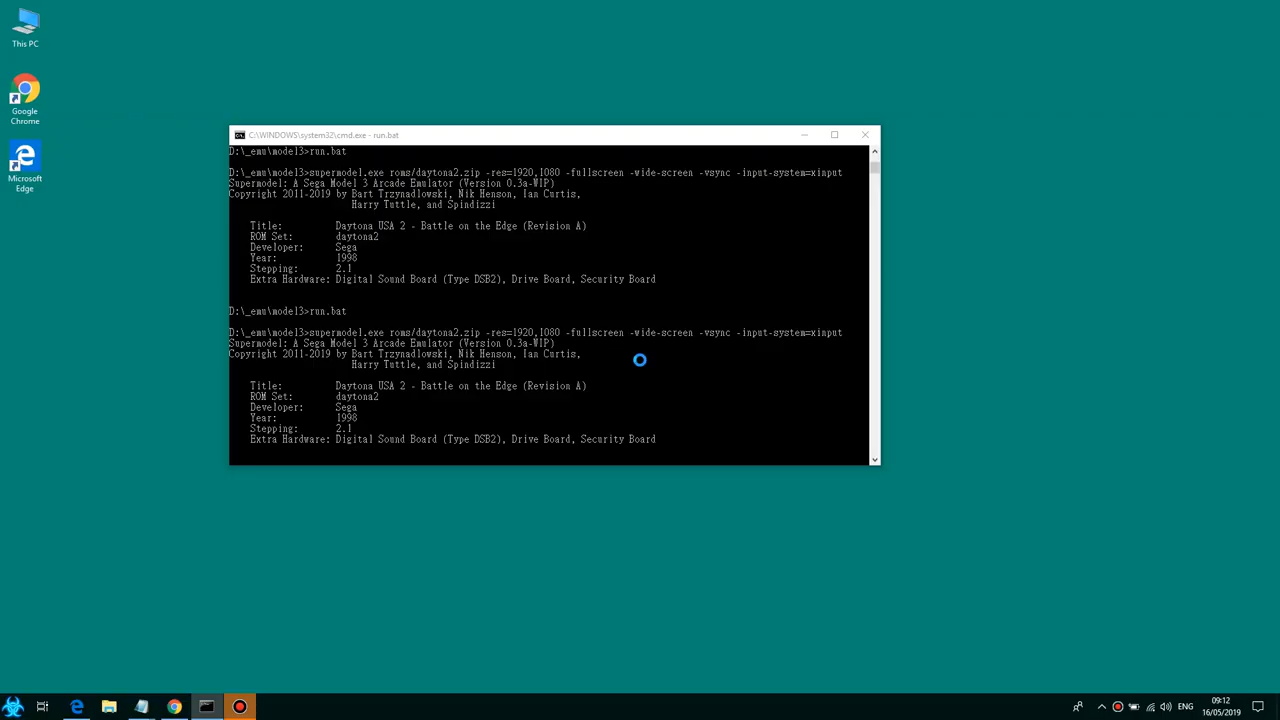 This PC
Google
Chrome
Microsoft
Edge
C:\WINDOWS\system32\cmd.exe - run.bat
D:\_emu\model3>run.bat
D:\_emu\model3>supermodel.exe roms/daytona2.zip -res=1920,1080 -fullscreen -wide-screen -vsync -input-system=xinput
Supermodel: A Sega Model 3 Arcade Emulator (Version 0.3a-WIP)
Copyright 2011-2019 by Bart Trzynadlowski, Nik Henson, Ian Curtis,
Harry Tuttle, and Spindizzi
Title: Daytona USA 2 - Battle on the Edge (Revision A)
ROM Set: daytona2
Developer: Sega
Year: 1998
Stepping: 2.1
Extra Hardware: Digital Sound Board (Type DSB2), Drive Board, Security Board
D:\_emu\model3>run.bat
D:\_emu\model3>supermodel.exe roms/daytona2.zip -res=1920,1080 -fullscreen -wide-screen -vsync -input-system=xinput
Supermodel: A Sega Model 3 Arcade Emulator (Version 0.3a-WIP)
Copyright 2011-2019 by Bart Trzynadlowski, Nik Henson, Ian Curtis,
Harry Tuttle, and Spindizzi
Title: Daytona USA 2 - Battle on the Edge (Revision A)
ROM Set: daytona2
Developer: Sega
Year: 1998
Stepping: 2.1
Extra Hardware: Digital Sound Board (Type DSB2), Drive Board, Security Board
ENG
09:12
16/05/2019